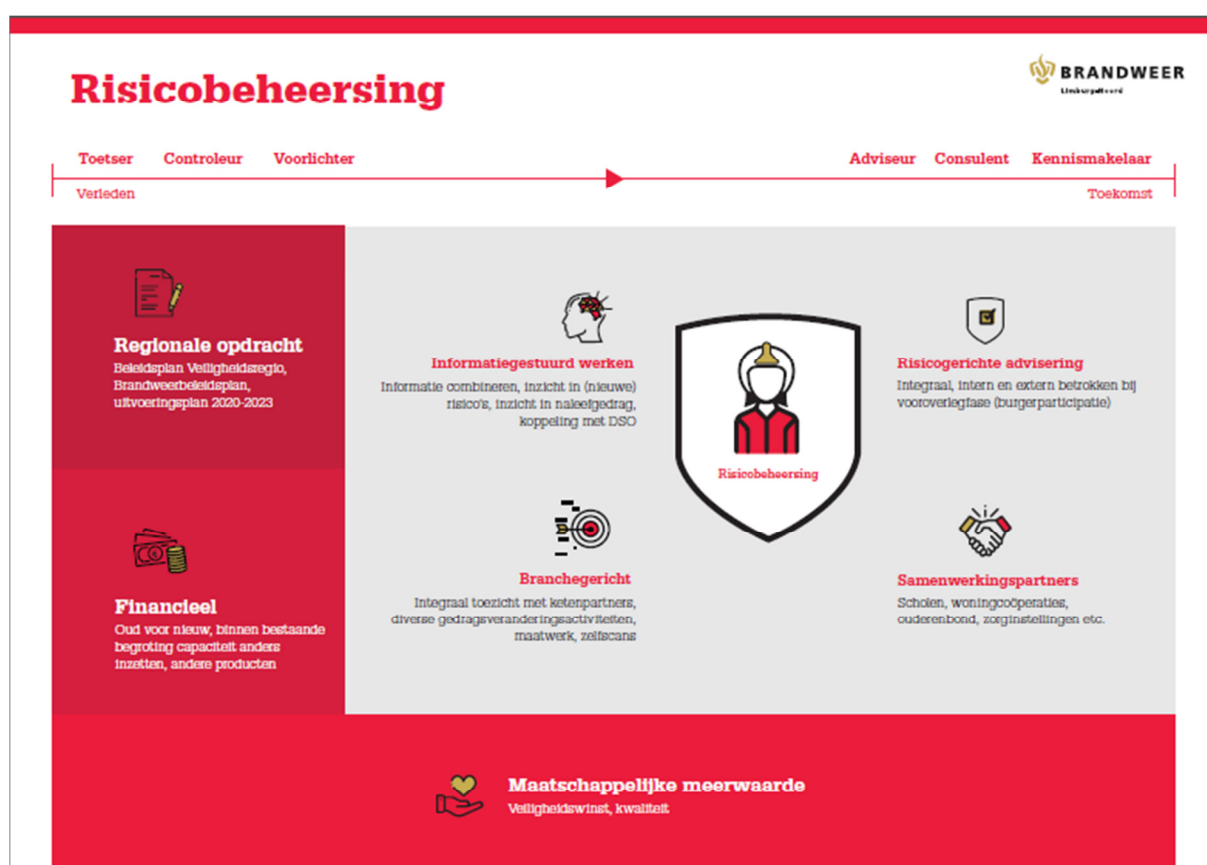 Risicobeheersing
BRANDWEER
Limburg-Noord
Toetser Controleur Voorlichter
Adviseur Consulent Kennismakelaar
Verleden
Toekomst
Regionale opdracht
Beleidsplan Veiligheidsregio,
Brandweerbeleidsplan,
uitvoeringsplan 2020-2023
Financieel
Oud voor nieuw, binnen bestaande
begroting capaciteit anders
inzetten, andere producten
Informatiegestuurd werken
Informatie combineren, inzicht in (nieuwe)
risico's, inzicht in naleefgedrag,
koppeling met DSO
Branchegericht
Integraal toezicht met ketenpartners,
diverse gedragsveranderingsactiviteiten,
maatwerk, zelfscans
Risicobeheersing
Risicogerichte advisering
Integraal, intern en extern betrokken bij
vooroverlegfase (burgerparticipatie)
Samenwerkingspartners
Scholen, woningcoöperaties,
ouderenbond, zorginstellingen etc.
Maatschappelijke meerwaarde
Veiligheidswinst, kwaliteit